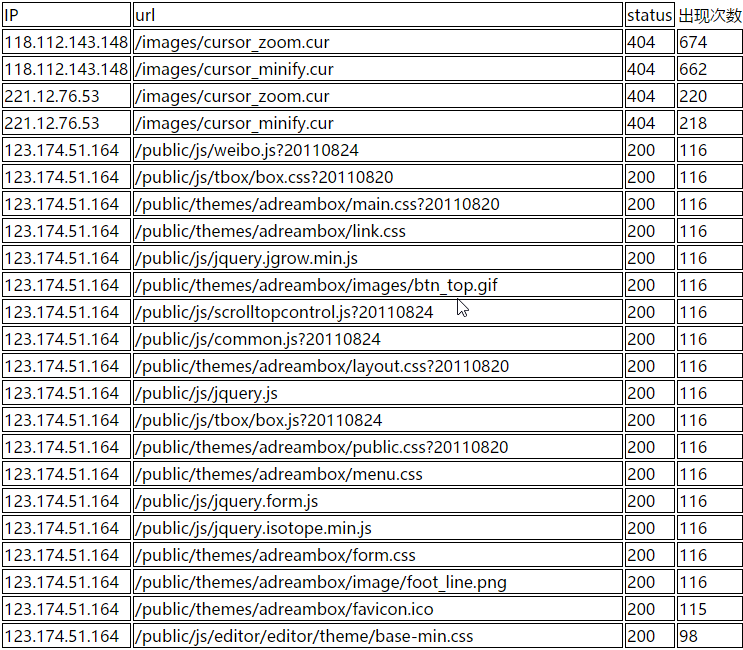 IP url status 出现次数
118.112.143.148 /images/cursor_zoom.cur 404 674
118.112.143.148 /images/cursor_minify.cur 404 662
221.12.76.53 /images/cursor_zoom.cur 404 220
221.12.76.53 /images/cursor_minify.cur 404 218
123.174.51.164 /public/js/weibo.js?20110824 200 116
123.174.51.164 /public/js/tbox/box.css?20110820 200 116
123.174.51.164 /public/themes/adreambox/main.css?20110820 200 116
123.174.51.164 /public/themes/adreambox/link.css 200 116
123.174.51.164 /public/js/jquery.jgrow.min.js 200 116
123.174.51.164 /public/themes/adreambox/images/btn_top.gif 200 116
123.174.51.164 /public/js/scrolltopcontrol.js?20110824 200 116
123.174.51.164 /public/js/common.js?20110824 200 116
123.174.51.164 /public/themes/adreambox/layout.css?20110820 200 116
123.174.51.164 /public/js/jquery.js 200 116
123.174.51.164 /public/js/tbox/box.js?20110824 200 116
123.174.51.164 /public/themes/adreambox/public.css?20110820 200 116
123.174.51.164 /public/themes/adreambox/menu.css 200 116
123.174.51.164 /public/js/jquery.form.js 200 116
123.174.51.164 /public/js/jquery.isotope.min.js 200 116
123.174.51.164 /public/themes/adreambox/form.css 200 116
123.174.51.164 /public/themes/adreambox/image/foot_line.png 200 116
123.174.51.164 /public/themes/adreambox/favicon.ico 200 115
123.174.51.164 /public/js/editor/editor/theme/base-min.css 200 98